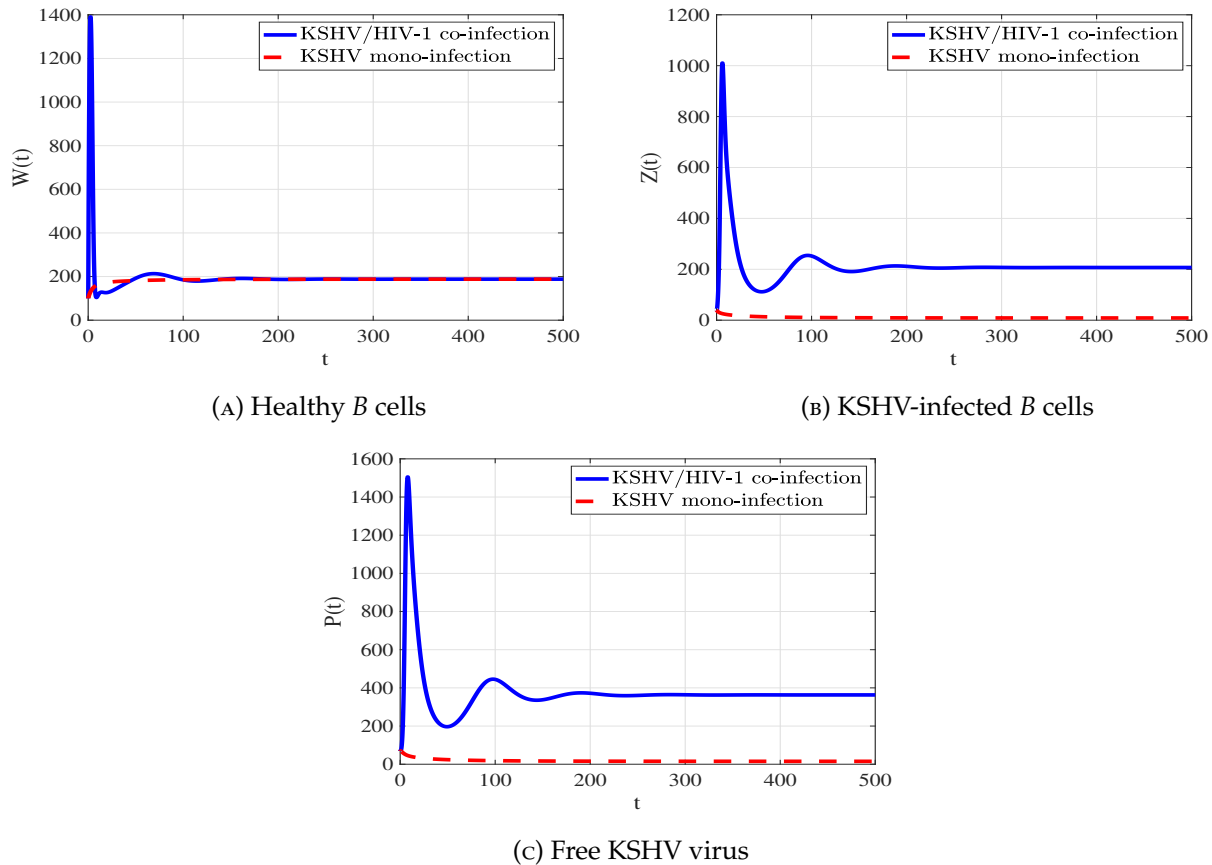 1400
1200
1000
800
600
400
200
0
W(t)
0 100 200 300 400 500
t
KSHV/HIV-1 co-infection
KSHV mono-infection
(A) Healthy B cells
1200
1000
800
600
400
200
0
Z(t)
0 100 200 300 400 500
t
KSHV/HIV-1 co-infection
KSHV mono-infection
(B) KSHV-infected B cells
1600
1400
1200
1000
800
600
400
200
0
P(t)
0 100 200 300 400 500
t
KSHV/HIV-1 co-infection
KSHV mono-infection
(C) Free KSHV virus